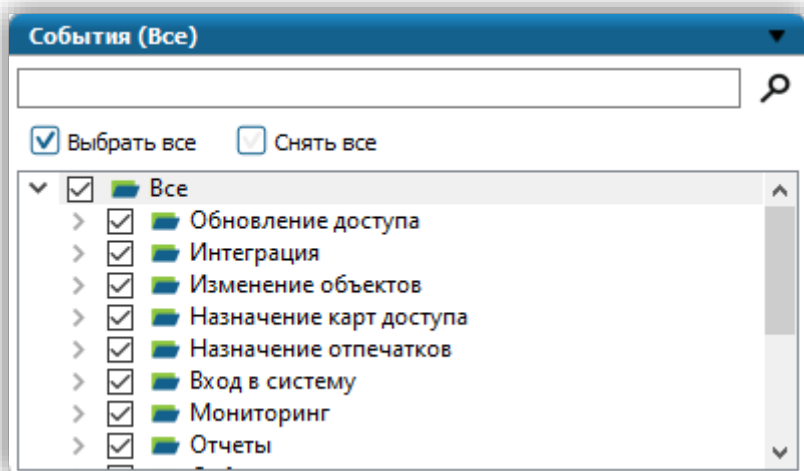 События (Все)
Выбрать все Снять все
Все
Обновление доступа
Интеграция
Изменение объектов
Назначение карт доступа
Назначение отпечатков
Вход в систему
Мониторинг
Отчеты